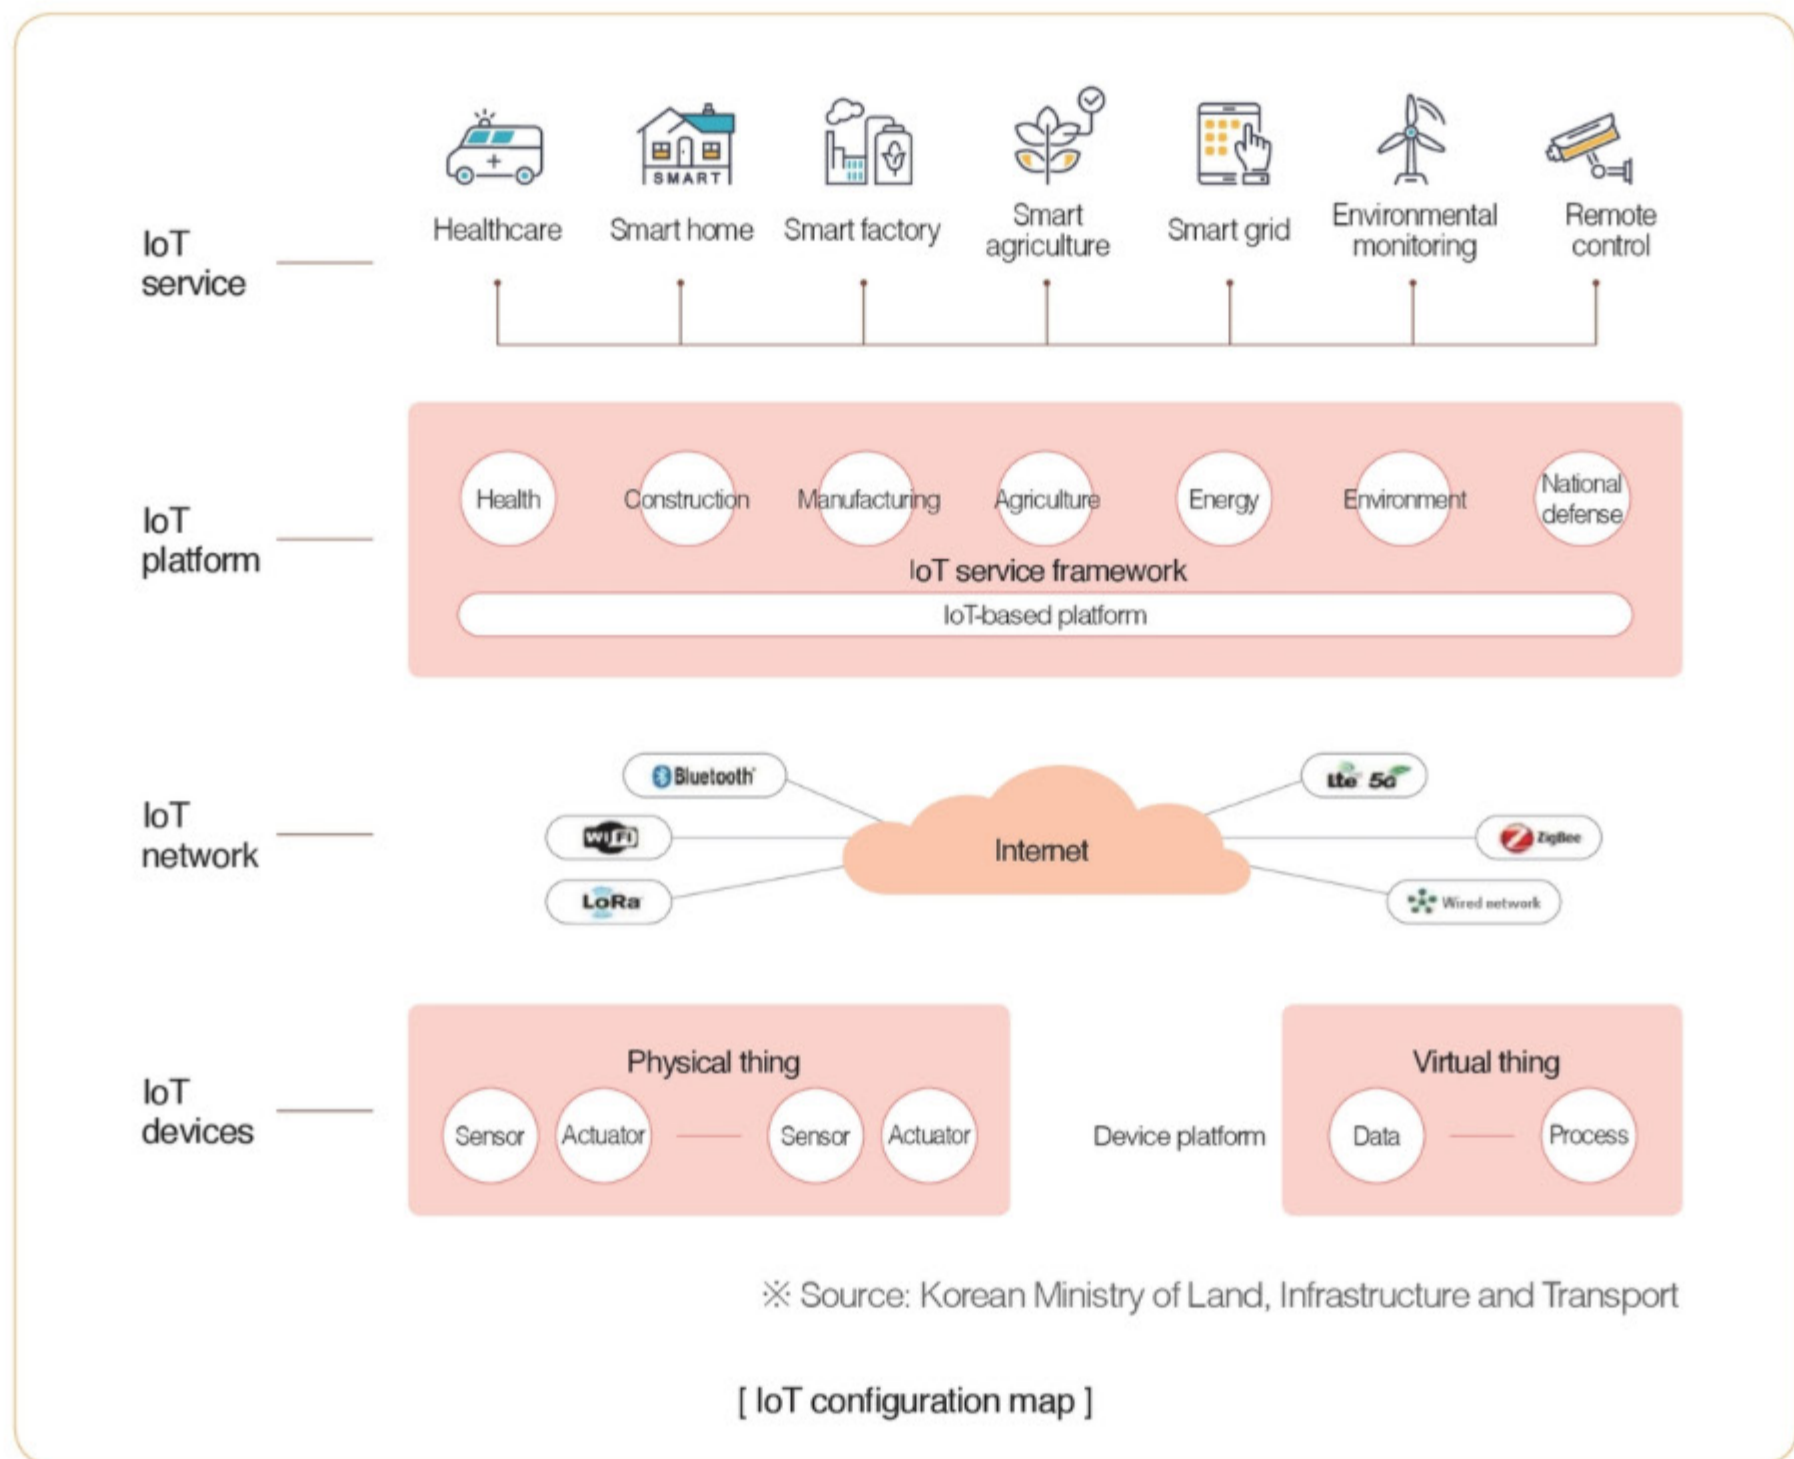 SMART
Healthcare
Smart home
Smart factory
Smart
agriculture
Smart grid
Environmental
monitoring
Remote
control
IoT
service
IoT
platform
Health
Construction
Manufacturing
Agriculture
Energy
Environment
National
defense
IoT service framework
IoT-based platform
IoT
network
Bluetooth
WiFi
LoRa
Internet
Lte 5G
ZigBee
Wired network
IoT
devices
Physical thing
Sensor
Actuator
Sensor
Actuator
Device platform
Virtual thing
Data
Process
※ Source: Korean Ministry of Land, Infrastructure and Transport
[ IoT configuration map ]